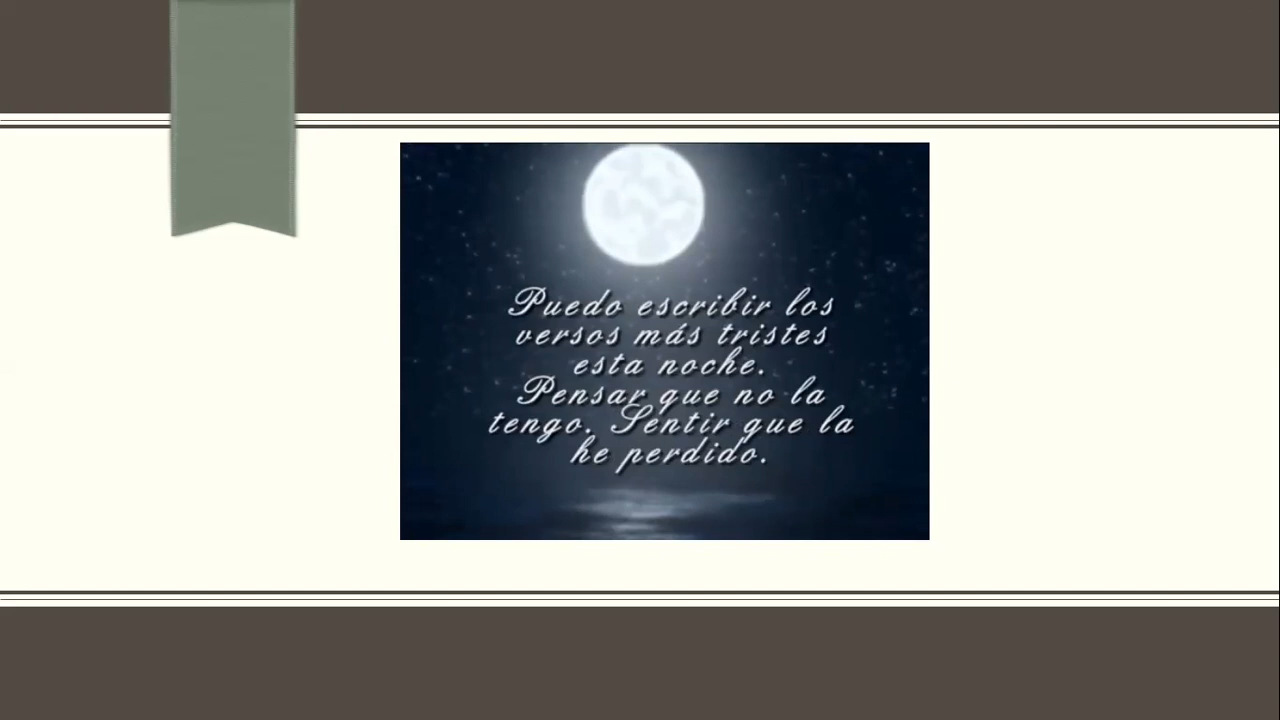 Puedo escribir los
versos más tristes
esta noche.
Pensar que no la
tengo. Sentir que la
he perdido.